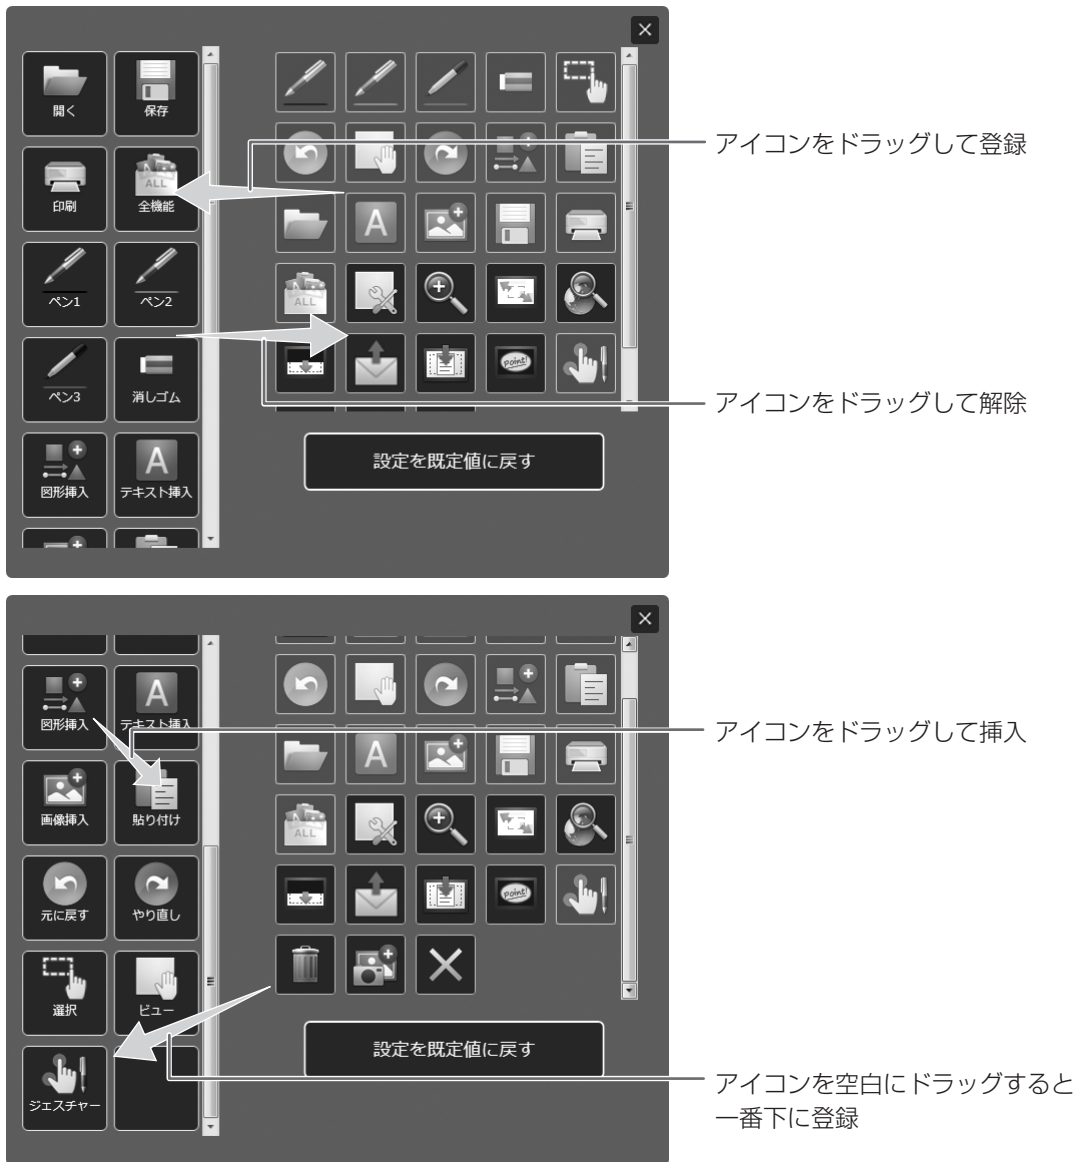 開く
保存
印刷
ALL
全機能
ペン1
ペン2
ペン3
消しゴム
図形挿入
A
テキスト挿入
A
ALL
Point!
設定を既定値に戻す
アイコンをドラッグして登録
アイコンをドラッグして解除
図形挿入
A
テキスト挿入
画像挿入
貼り付け
元に戻す
やり直し
選択
ビュー
ジェスチャー
A
ALL
Point!
設定を既定値に戻す
アイコンをドラッグして挿入
アイコンを空白にドラッグすると
一番下に登録